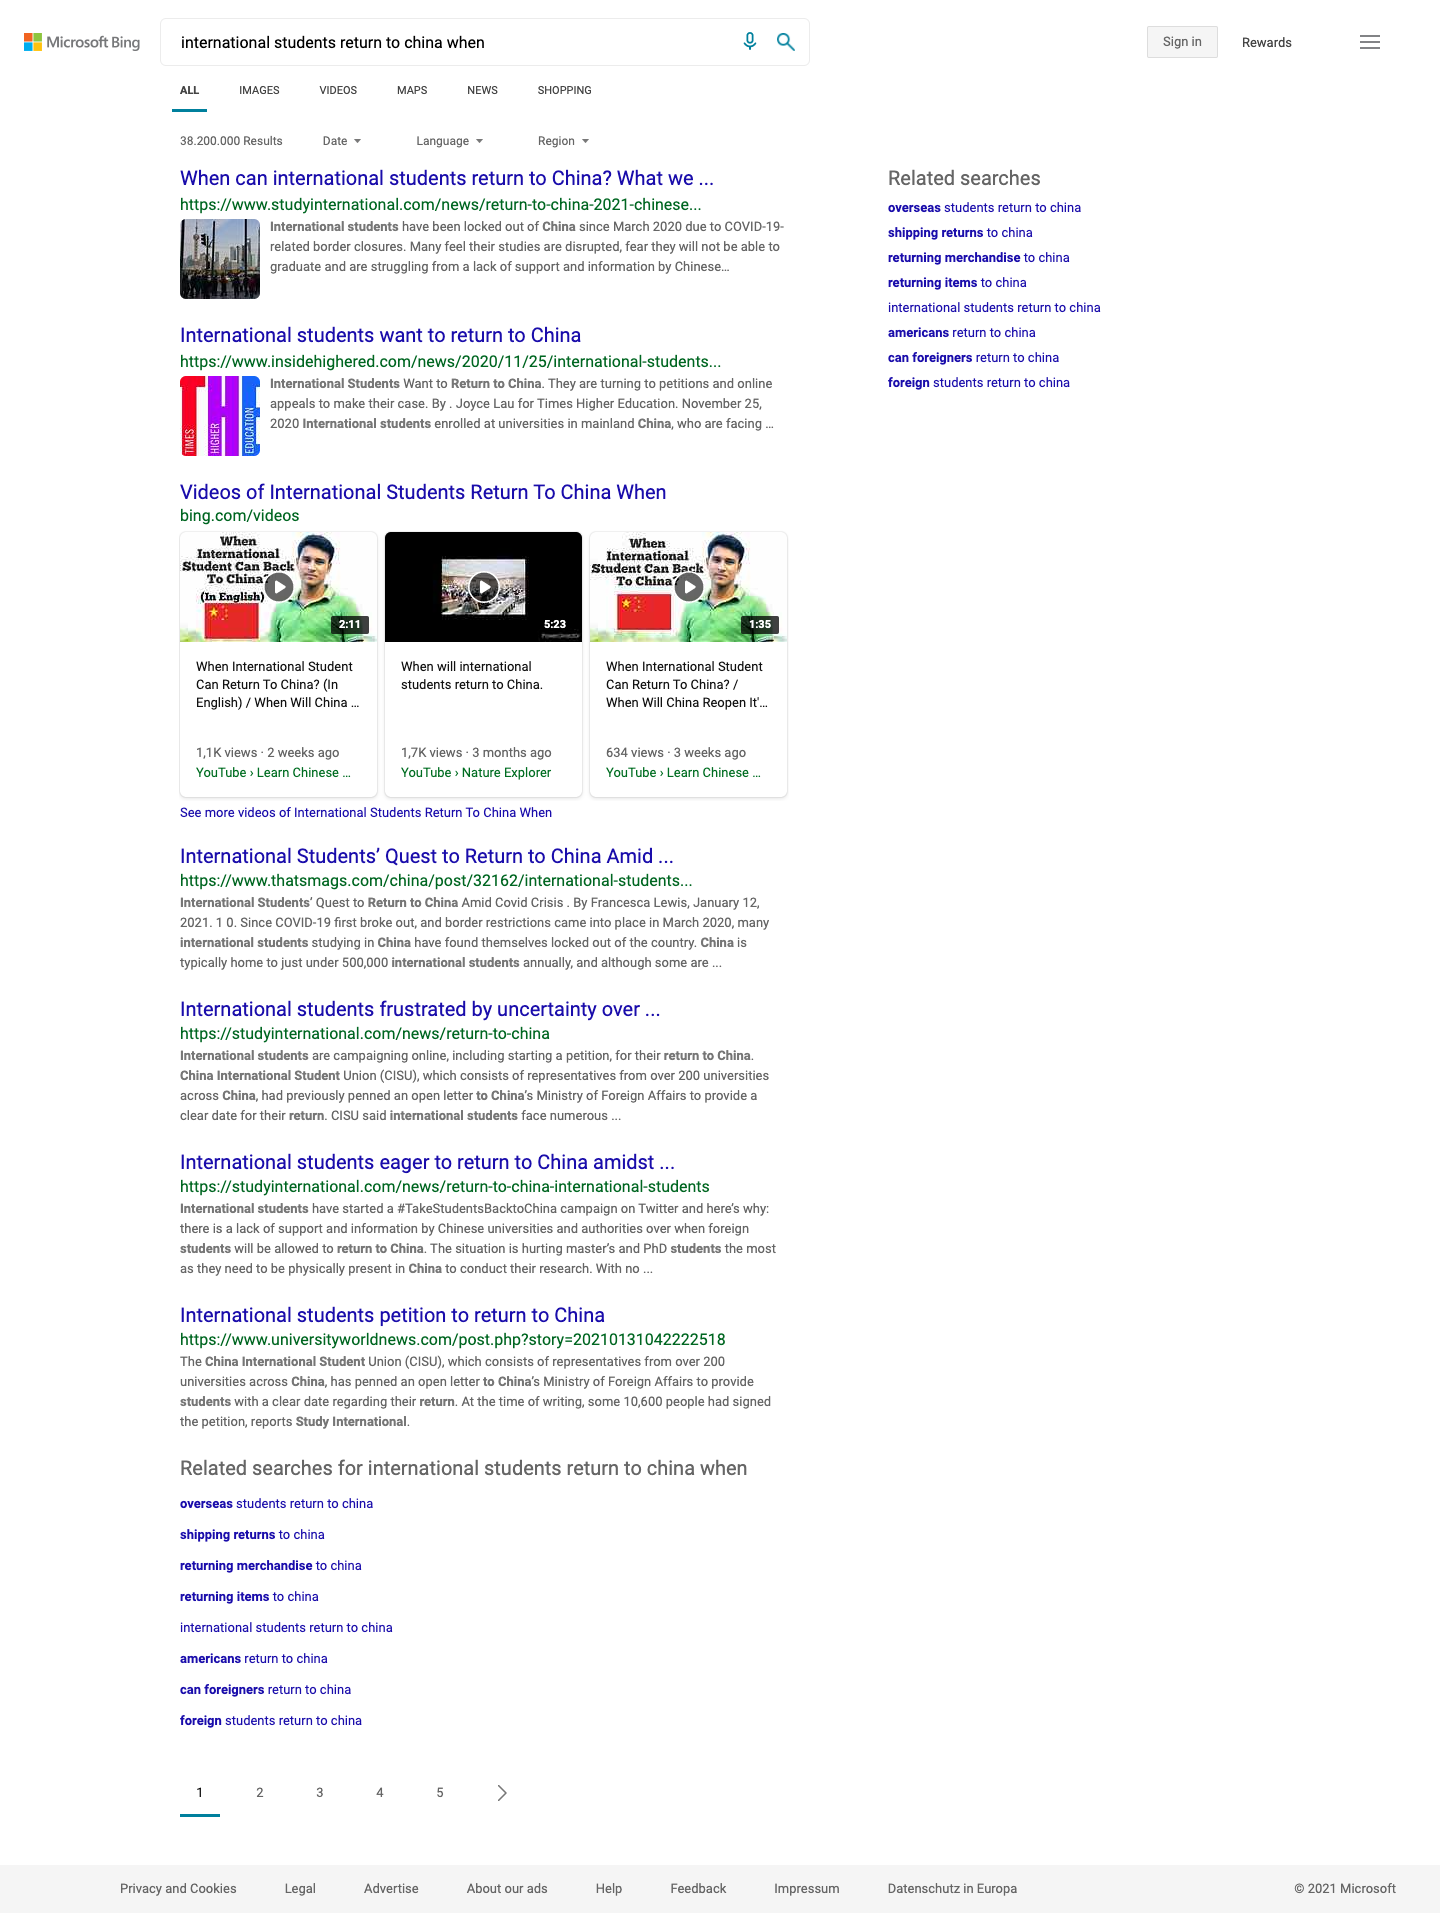 Microsoft Bing
international students return to china when
Sign in
Rewards
ALL
IMAGES
VIDEOS
MAPS
NEWS
SHOPPING
38.200.000 Results
Date
Language
Region
When can international students return to China? What we ...
https://www.studyinternational.com/news/return-to-china-2021-chinese...
International students have been locked out of China since March 2020 due to COVID-19-
related border closures. Many feel their studies are disrupted, fear they will not be able to
graduate and are struggling from a lack of support and information by Chinese...
International students want to return to China
https://www.insidehighered.com/news/2020/11/25/international-students...
TIMES
HIGHER
EDUCATION
THE
International Students Want to Return to China. They are turning to petitions and online
appeals to make their case. By . Joyce Lau for Times Higher Education. November 25,
2020 International students enrolled at universities in mainland China, who are facing ...
Videos of International Students Return To China When
bing.com/videos
When
International
Student Can Back
To China?
(In English)
2:11
When International Student
Can Return To China? (In
English) / When Will China ...
1,1K views · 2 weeks ago
YouTube › Learn Chinese ...
5:23
When will international
students return to China.
1,7K views · 3 months ago
YouTube › Nature Explorer
When
International
Student Can Back
To China?
1:35
When International Student
Can Return To China? /
When Will China Reopen It'...
634 views · 3 weeks ago
YouTube › Learn Chinese ...
See more videos of International Students Return To China When
International Students’ Quest to Return to China Amid ...
https://www.thatsmags.com/china/post/32162/international-students...
International Students’ Quest to Return to China Amid Covid Crisis . By Francesca Lewis, January 12,
2021. 1 0. Since COVID-19 first broke out, and border restrictions came into place in March 2020, many
international students studying in China have found themselves locked out of the country. China is
typically home to just under 500,000 international students annually, and although some are ...
International students frustrated by uncertainty over ...
https://studyinternational.com/news/return-to-china
International students are campaigning online, including starting a petition, for their return to China.
China International Student Union (CISU), which consists of representatives from over 200 universities
across China, had previously penned an open letter to China’s Ministry of Foreign Affairs to provide a
clear date for their return. CISU said international students face numerous ...
International students eager to return to China amidst ...
https://studyinternational.com/news/return-to-china-international-students
International students have started a #TakeStudentsBacktoChina campaign on Twitter and here’s why:
there is a lack of support and information by Chinese universities and authorities over when foreign
students will be allowed to return to China. The situation is hurting master’s and PhD students the most
as they need to be physically present in China to conduct their research. With no ...
International students petition to return to China
https://www.universityworldnews.com/post.php?story=20210131042222518
The China International Student Union (CISU), which consists of representatives from over 200
universities across China, has penned an open letter to China’s Ministry of Foreign Affairs to provide
students with a clear date regarding their return. At the time of writing, some 10,600 people had signed
the petition, reports Study International.
Related searches for international students return to china when
overseas students return to china
shipping returns to china
returning merchandise to china
returning items to china
international students return to china
americans return to china
can foreigners return to china
foreign students return to china
1
2
3
4
5
Related searches
overseas students return to china
shipping returns to china
returning merchandise to china
returning items to china
international students return to china
americans return to china
can foreigners return to china
foreign students return to china
Privacy and Cookies
Legal
Advertise
About our ads
Help
Feedback
Impressum
Datenschutz in Europa
© 2021 Microsoft